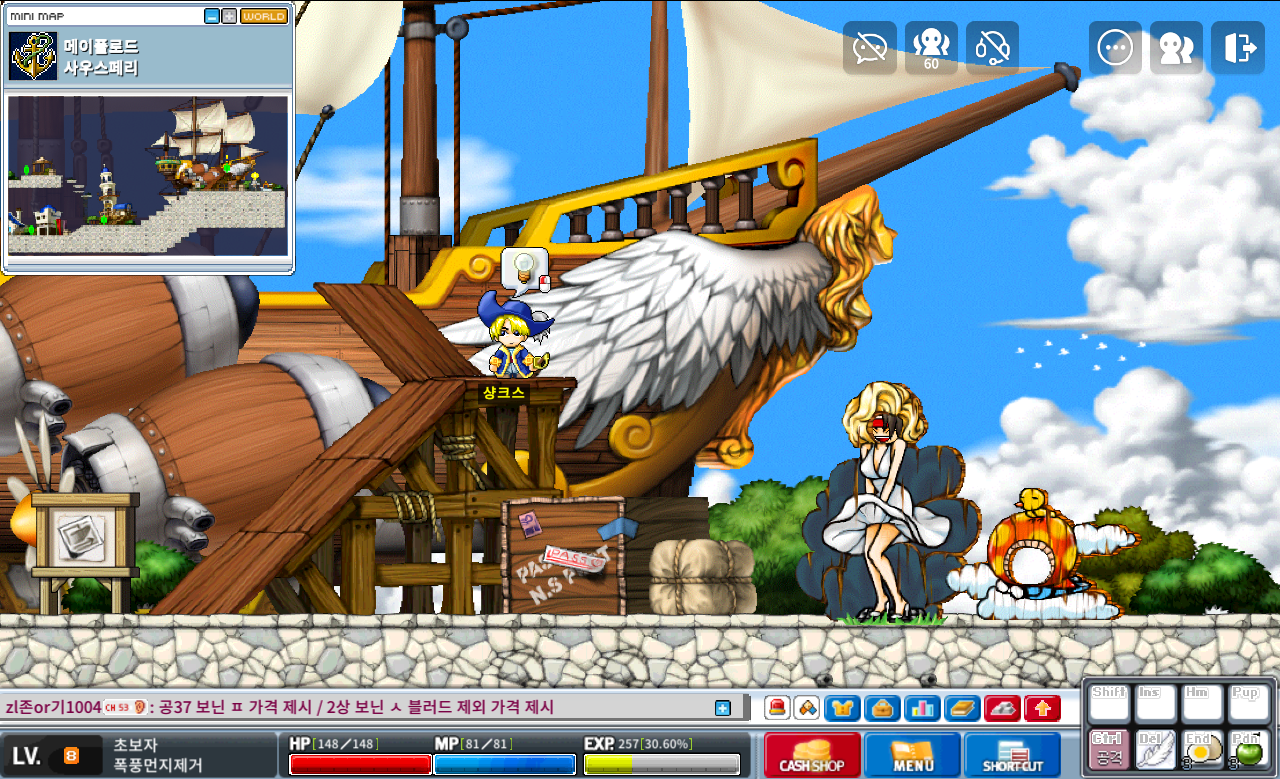 MINI MAP
WORLD
메이플로드
사우스페리
60
샹크스
PASSED
N.S
zl존or기1004 CH 53 : 공37 보닌 ㅍ 가격 제시 / 2상 보닌 ㅅ 블러드 제외 가격 제시
LV. 8
초보자
폭풍먼지제거
HP[148/148]
MP[81/81]
EXP. 257[30.60%]
CASH SHOP
MENU
SHORT CUT
Shift Ins Hm Pup
Ctrl Del End Pdn
공격